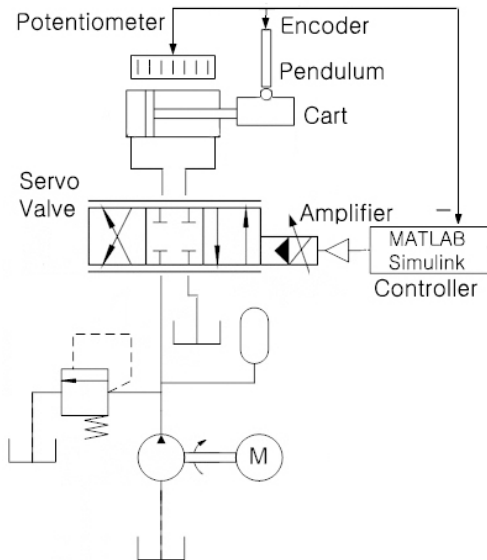 Potentiometer
Encoder
Pendulum
Cart
Servo
Valve
Amplifier
MATLAB
Simulink
Controller
M